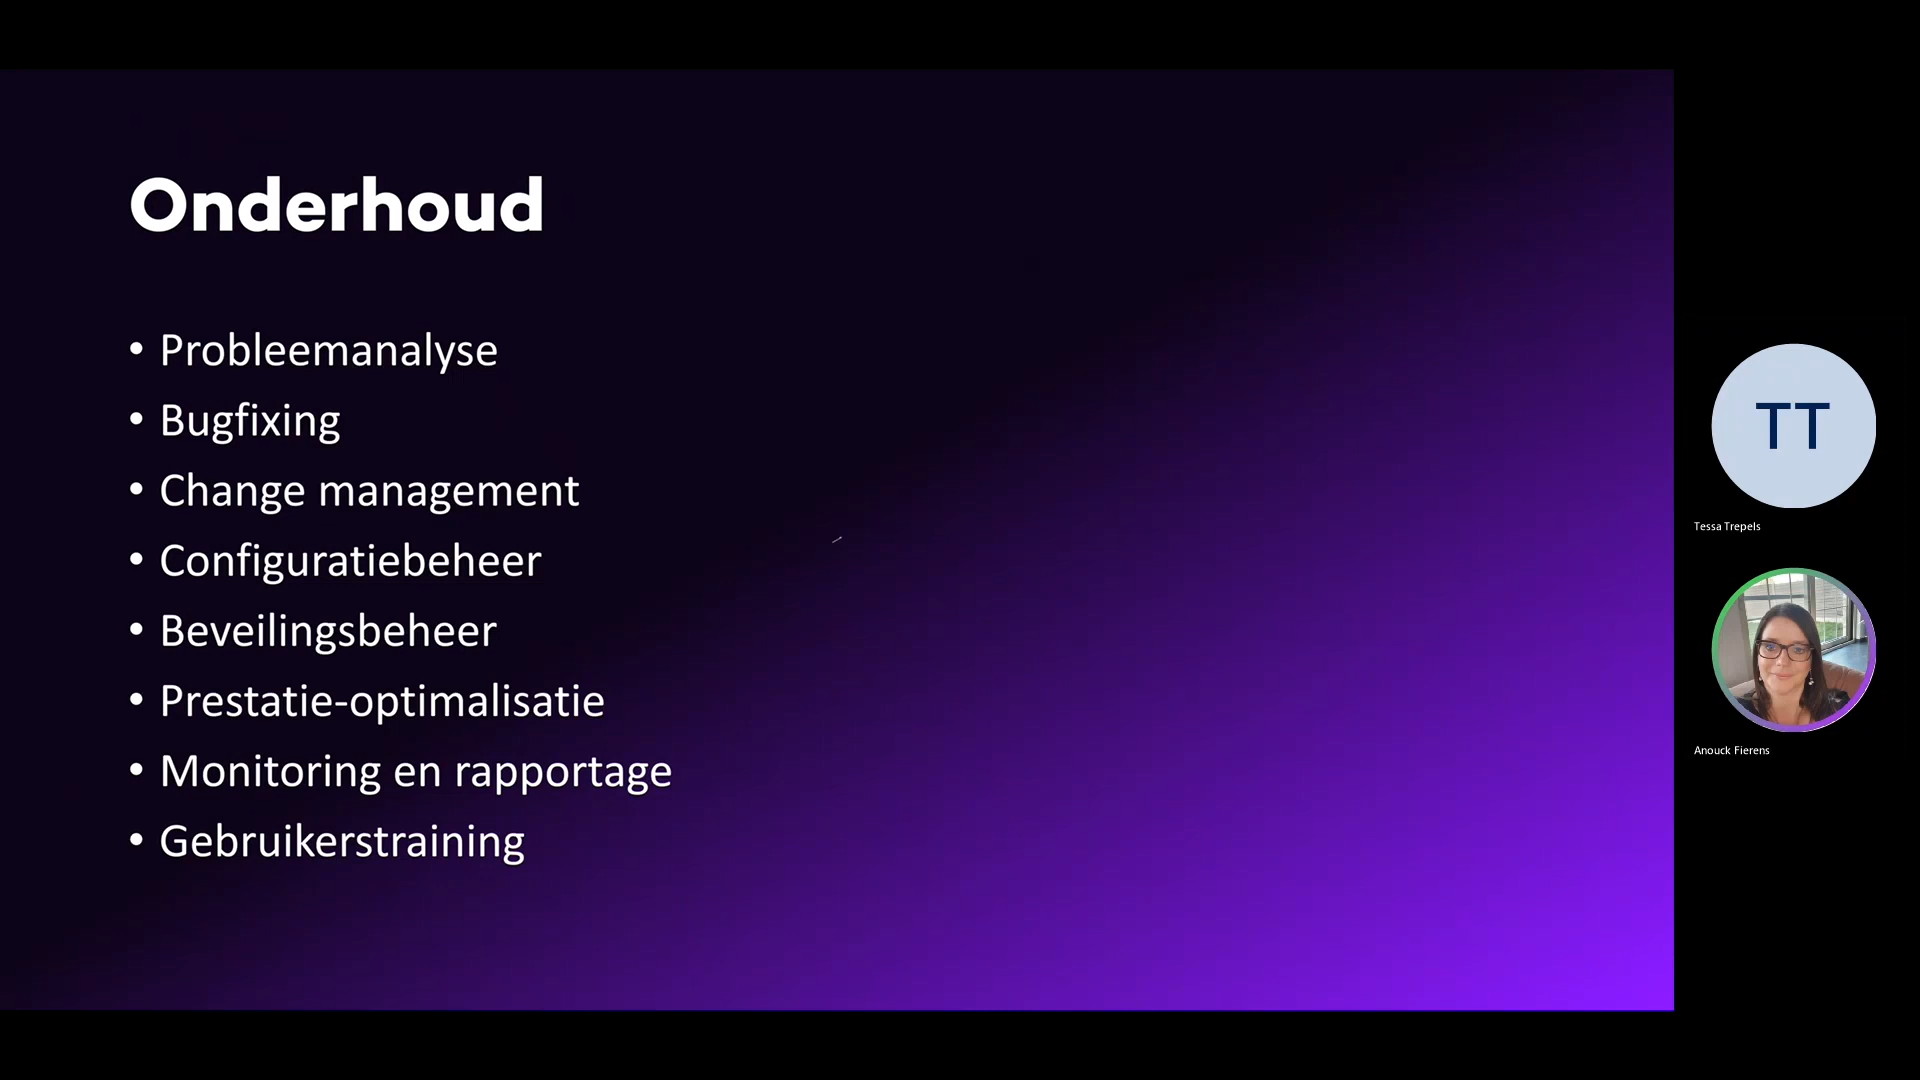 Onderhoud
• Probleemanalyse
• Bugfixing
• Change management
• Configuratiebeheer
• Beveilingsbeheer
• Prestatie-optimalisatie
• Monitoring en rapportage
• Gebruikerstraining
TT
Tessa Trepels
Anouck Fierens